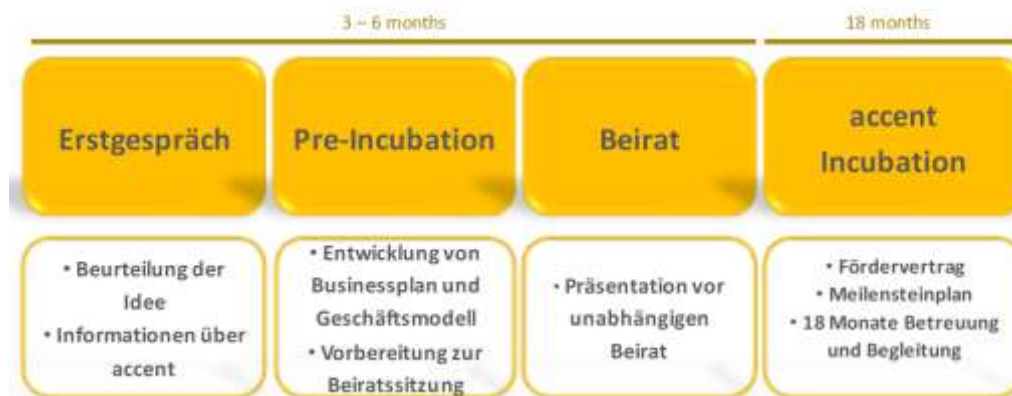 3 – 6 months
18 months
Erstgespräch
Pre-Incubation
Beirat
accent
Incubation
• Beurteilung der
Idee
• Informationen über
accent
• Entwicklung von
Businessplan und
Geschäftsmodell
• Vorbereitung zur
Beiratssitzung
• Präsentation vor
unabhängigen
Beirat
• Fördervertrag
• Meilensteinplan
• 18 Monate Betreuung
und Begleitung